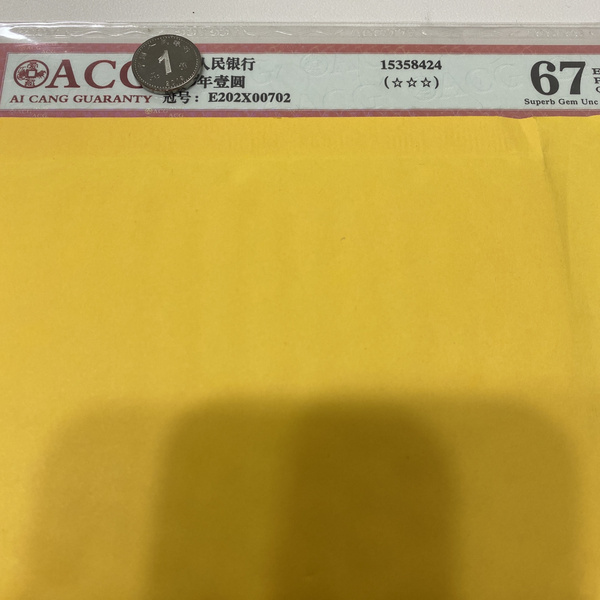 ACC
人民银行
15358424
67
年壹圆
(☆☆☆)
AI CANG GUARANTY
冠号: E202X00702
Superb Gem Unc
1